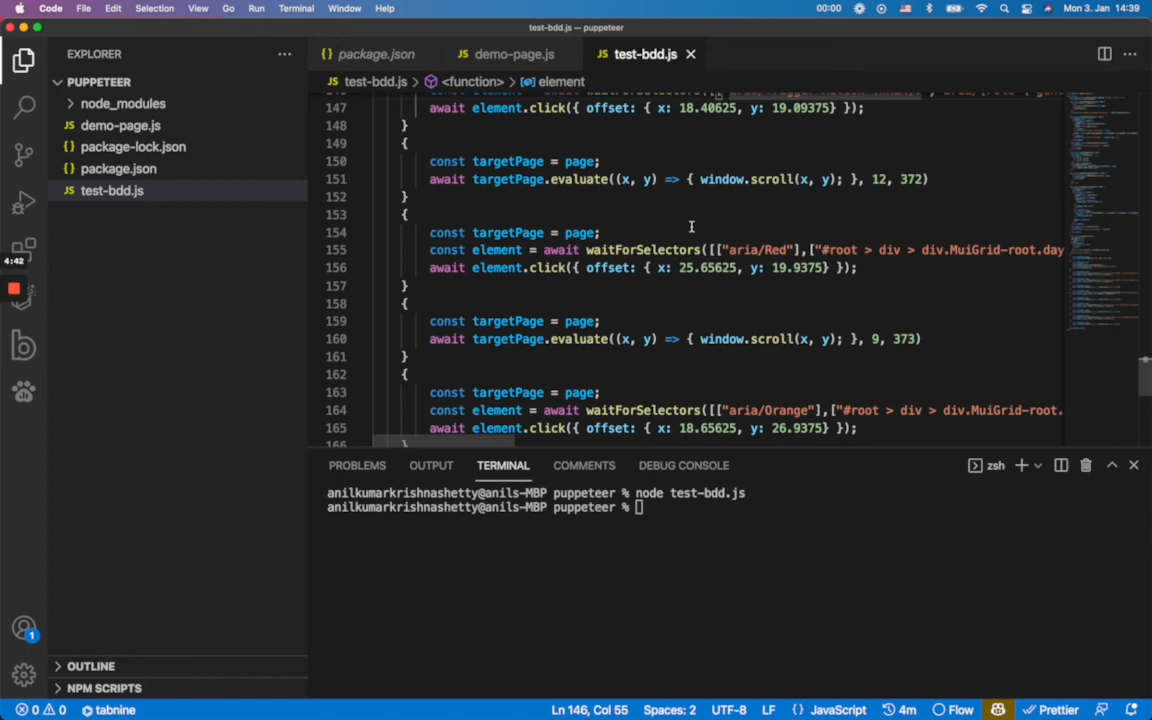 Code File Edit Selection View Go Run Terminal Window Help 00:00 Mon 3. Jan 14:39
test-bdd.js — puppeteer
EXPLORER
PUPPETEER
node_modules
JS demo-page.js
{} package-lock.json
{} package.json
JS test-bdd.js
OUTLINE
NPM SCRIPTS
4:42
1
{} package.json JS demo-page.js JS test-bdd.js
JS test-bdd.js > <function> > element
147 await element.click({ offset: { x: 18.40625, y: 19.09375} });
148 }
149 {
150 const targetPage = page;
151 await targetPage.evaluate((x, y) => { window.scroll(x, y); }, 12, 372)
152 }
153 {
154 const targetPage = page;
155 const element = await waitForSelectors([["aria/Red"],["#root > div > div.MuiGrid-root.day
156 await element.click({ offset: { x: 25.65625, y: 19.9375} });
157 }
158 {
159 const targetPage = page;
160 await targetPage.evaluate((x, y) => { window.scroll(x, y); }, 9, 373)
161 }
162 {
163 const targetPage = page;
164 const element = await waitForSelectors([["aria/Orange"],["#root > div > div.MuiGrid-root.
165 await element.click({ offset: { x: 18.65625, y: 26.9375} });
166 }
PROBLEMS OUTPUT TERMINAL COMMENTS DEBUG CONSOLE zsh
anilkumarkrishnashetty@anils-MBP puppeteer % node test-bdd.js
anilkumarkrishnashetty@anils-MBP puppeteer %
0 0 tabnine Ln 146, Col 55 Spaces: 2 UTF-8 LF {} JavaScript 4m Flow Prettier